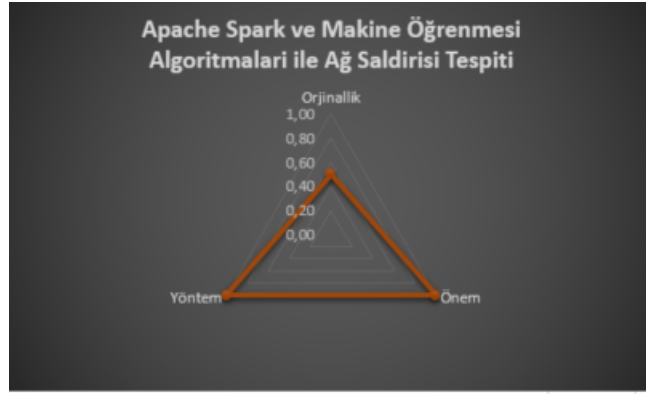 Apache Spark ve Makine Öğrenmesi
Algoritmalari ile Ağ Saldirisi Tespiti
Orjinallik
1,00
0,80
0,60
0,40
0,20
0,00
Yöntem
Önem